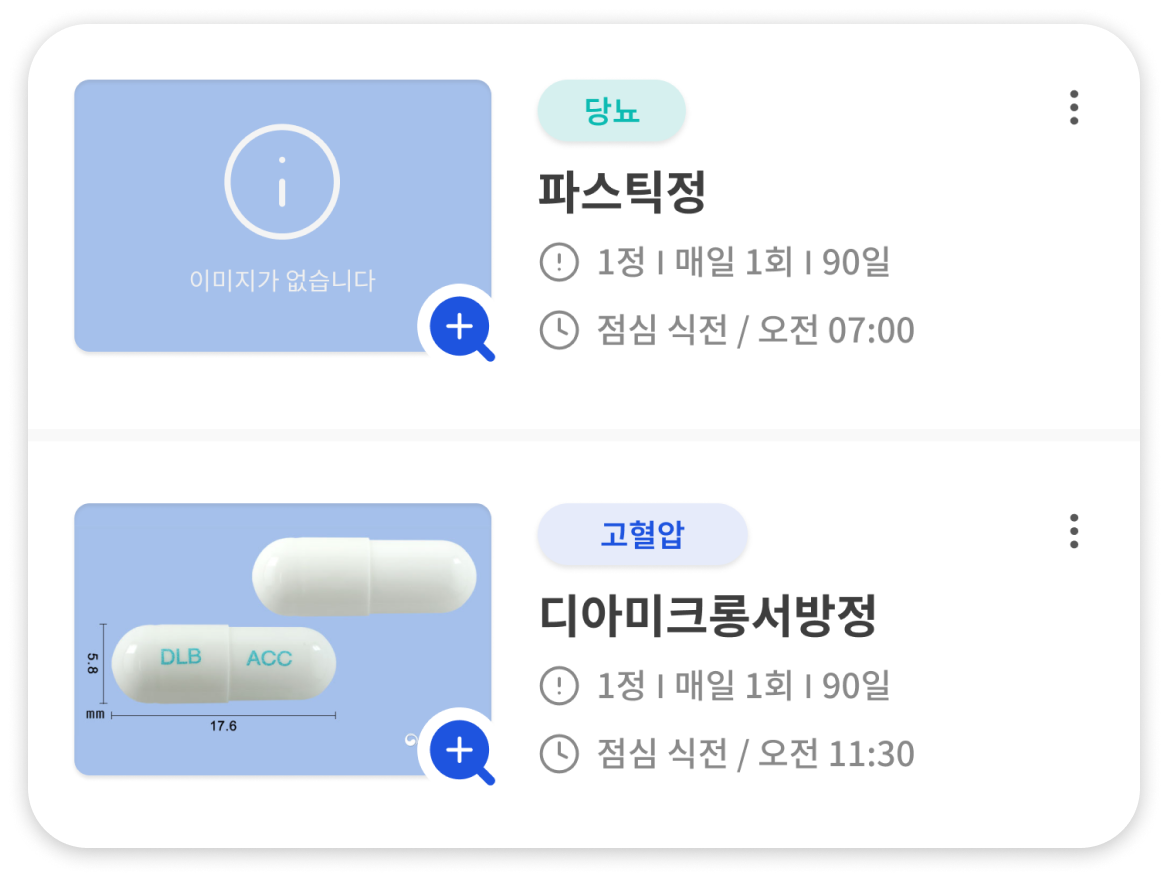 당뇨
파스틱정
1정 I 매일 1회 I 90일
점심 식전 / 오전 07:00
이미지가 없습니다
고혈압
디아미크롱서방정
1정 I 매일 1회 I 90일
점심 식전 / 오전 11:30
DLB ACC
5.8
mm
17.6